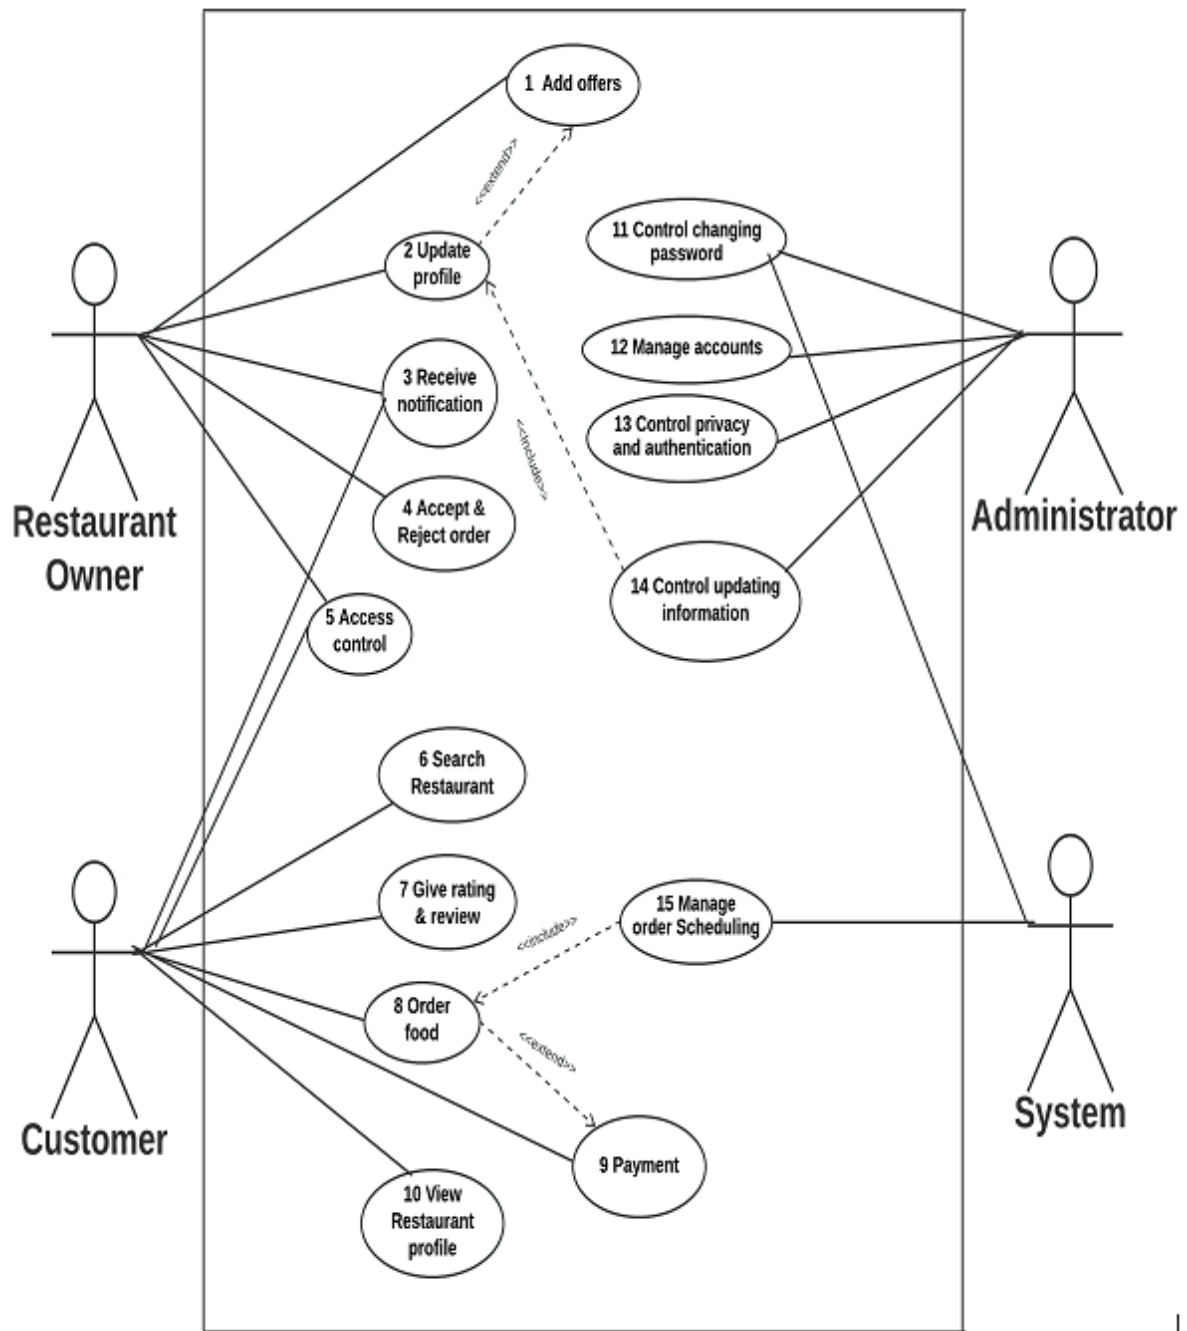 1 Add offers
<<extend>>
2 Update
profile
11 Control changing
password
3 Receive
notification
12 Manage accounts
<<include>>
13 Control privacy
and authentication
4 Accept &
Reject order
Restaurant
Owner
Administrator
5 Access
control
14 Control updating
information
6 Search
Restaurant
7 Give rating
& review
15 Manage
order Scheduling
<<include>>
8 Order
food
<<extend>>
Customer
System
9 Payment
10 View
Restaurant
profile